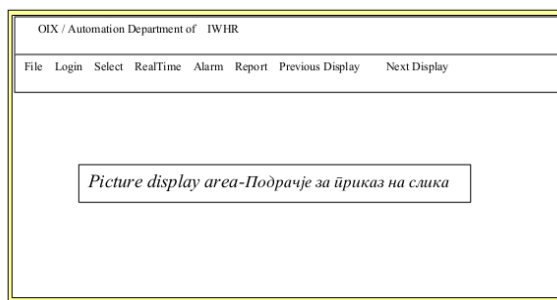 OIX / Automation Department of IWHR
File Login Select RealTime Alarm Report Previous Display Next Display
Picture display area-Подрачје за приказ на слика